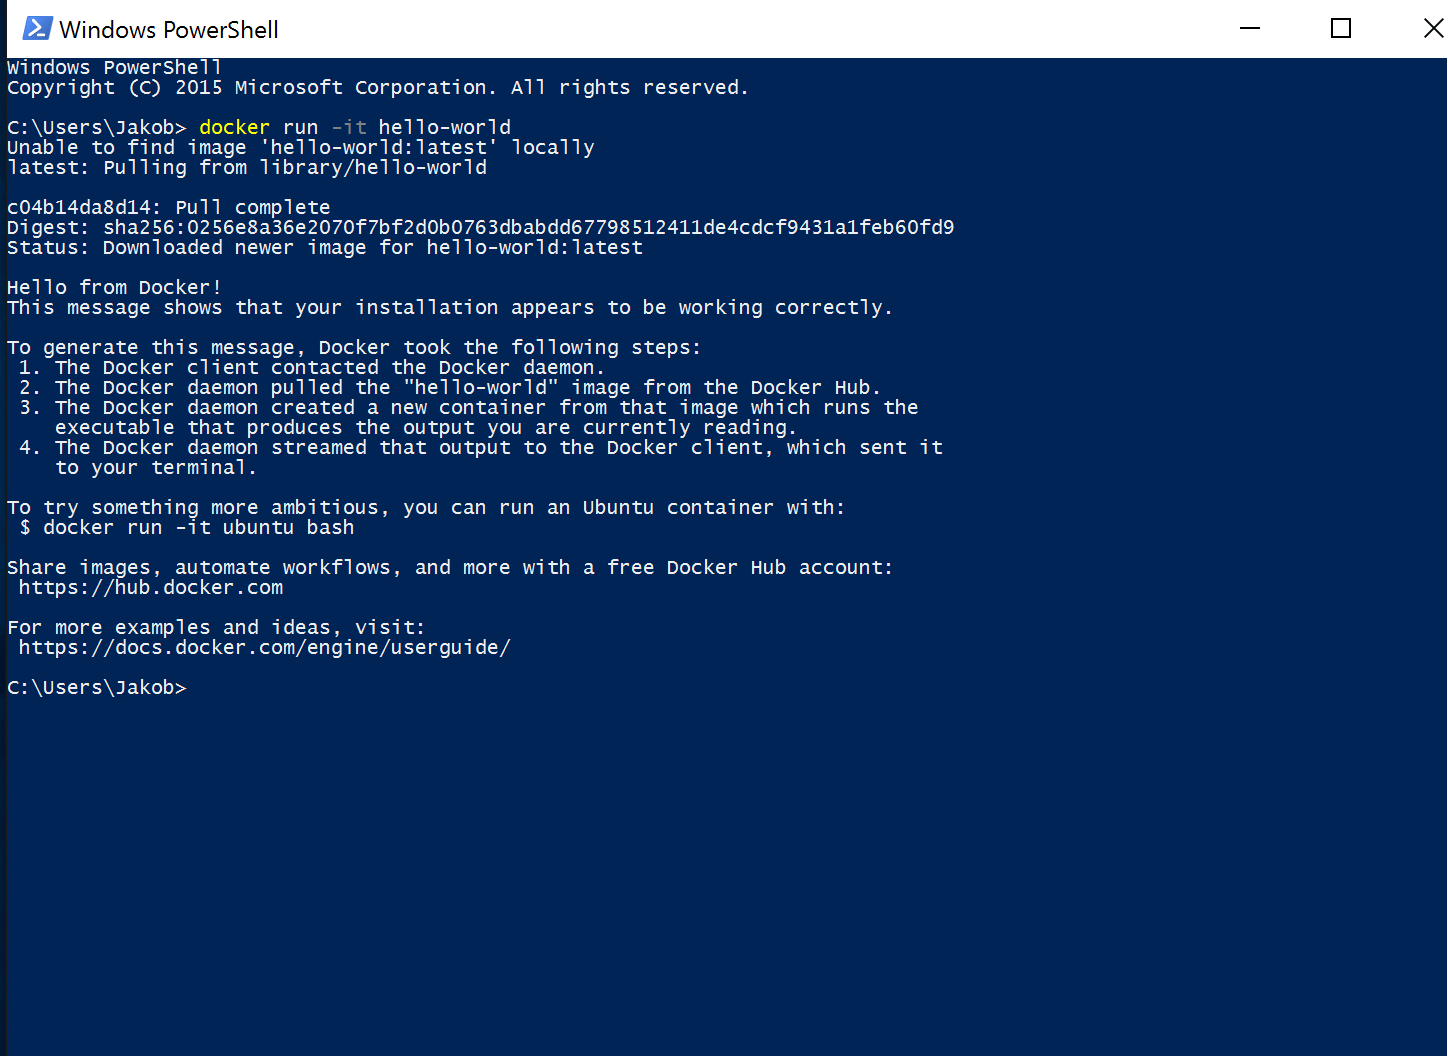 Windows PowerShell
Windows PowerShell
Copyright (C) 2015 Microsoft Corporation. All rights reserved.
C:\Users\Jakob> docker run -it hello-world
Unable to find image 'hello-world:latest' locally
latest: Pulling from library/hello-world
c04b14da8d14: Pull complete
Digest: sha256:0256e8a36e2070f7bf2d0b0763dbabdd67798512411de4cdcf9431a1feb60fd9
Status: Downloaded newer image for hello-world:latest
Hello from Docker!
This message shows that your installation appears to be working correctly.
To generate this message, Docker took the following steps:
1. The Docker client contacted the Docker daemon.
2. The Docker daemon pulled the "hello-world" image from the Docker Hub.
3. The Docker daemon created a new container from that image which runs the
executable that produces the output you are currently reading.
4. The Docker daemon streamed that output to the Docker client, which sent it
to your terminal.
To try something more ambitious, you can run an Ubuntu container with:
$ docker run -it ubuntu bash
Share images, automate workflows, and more with a free Docker Hub account:
https://hub.docker.com
For more examples and ideas, visit:
https://docs.docker.com/engine/userguide/
C:\Users\Jakob>